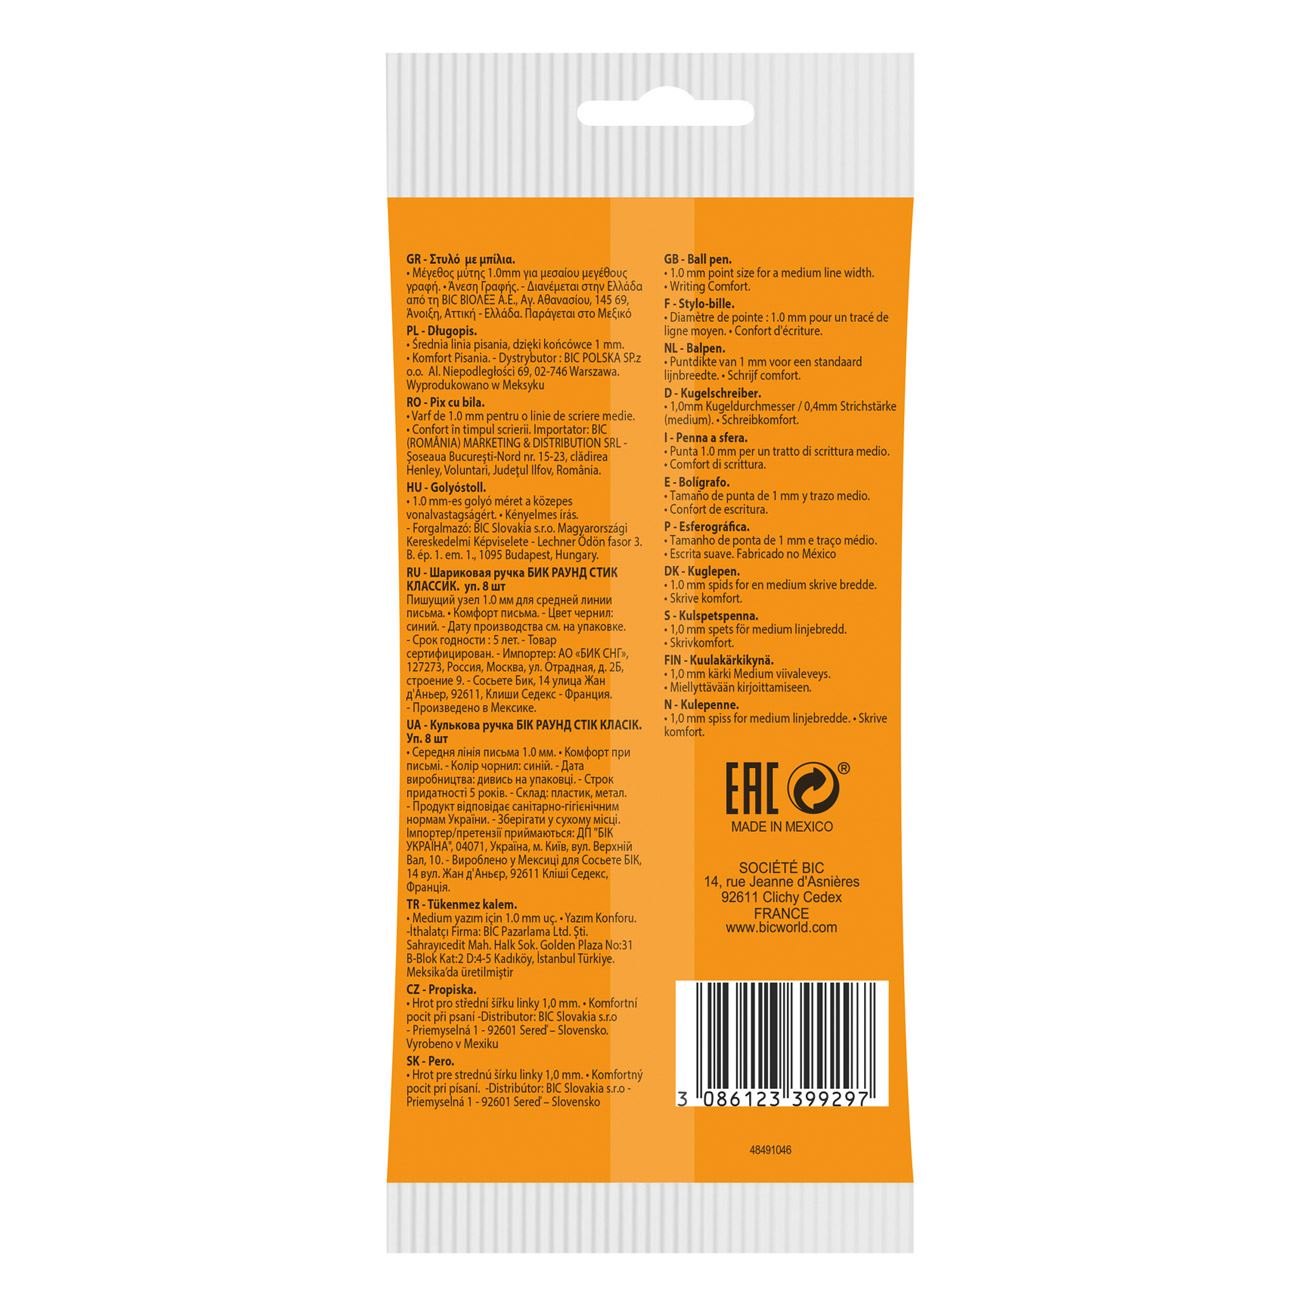 GR - Στυλό με μπίλια.
• Μέγεθος μύτης 1.0mm για μεσαίου μεγέθους
γραφή. • Άνεση Γραφής. - Διανέμεται στην Ελλάδα
από τη BIC ΒΙΟΛΕΞ Α.Ε., Αγ. Αθανασίου, 145 69,
Άνοιξη, Αττική - Ελλάδα. Παράγεται στο Μεξικό
PL - Długopis.
• Średnia linia pisania, dzięki końcówce 1 mm.
• Komfort Pisania. - Dystrybutor : BIC POLSKA SP.z
o.o. Al. Niepodległości 69, 02-746 Warszawa.
Wyprodukowano w Meksyku
RO - Pix cu bila.
• Varf de 1.0 mm pentru o linie de scriere medie.
• Confort în timpul scrierii. Importator: BIC
(ROMÂNIA) MARKETING & DISTRIBUTION SRL -
Șoseaua București-Nord nr. 15-23, clădirea
Henley, Voluntari, Județul Ilfov, România.
HU - Golyóstoll.
• 1.0 mm-es golyó méret a közepes
vonalvastagságért. • Kényelmes írás.
- Forgalmazó: BIC Slovakia s.r.o. Magyarországi
Kereskedelmi Képviselete - Lechner Ödön fasor 3.
B. ép. 1. em. 1., 1095 Budapest, Hungary.
RU - Шариковая ручка БИК РАУНД СТИК
КЛАССИК. уп. 8 шт
Пишущий узел 1.0 мм для средней линии
письма. • Комфорт письма. - Цвет чернил:
синий. - Дату производства см. на упаковке.
- Срок годности : 5 лет. - Товар
сертифицирован. - Импортер: АО «БИК СНГ»,
127273, Россия, Москва, ул. Отрадная, д. 2Б,
строение 9. - Сосьете Бик, 14 улица Жан
д'Аньер, 92611, Клиши Седекс - Франция.
- Произведено в Мексике.
UA - Кулькова ручка БІК РАУНД СТІК КЛАСІК.
Уп. 8 шт
• Середня лінія письма 1.0 мм. • Комфорт при
письмі. - Колір чорнил: синій. - Дата
виробництва: дивись на упаковці. - Строк
придатності 5 років. - Склад: пластик, метал.
- Продукт відповідає санітарно-гігієнічним
нормам України. - Зберігати у сухому місці.
Імпортер/претензії приймаються: ДП "БІК
УКРАЇНА", 04071, Україна, м. Київ, вул. Верхній
Вал, 10. - Вироблено у Мексиці для Сосьете БІК,
14 вул. Жан д'Аньєр, 92611 Кліші Седекс,
Франція.
TR - Tükenmez kalem.
• Medium yazım için 1.0 mm uç. • Yazım Konforu.
-İthalatçı Firma: BIC Pazarlama Ltd. Şti.
Sahrayıcedit Mah. Halk Sok. Golden Plaza No:31
B-Blok Kat:2 D:4-5 Kadıköy, İstanbul Türkiye.
Meksika'da üretilmiştir
CZ - Propiska.
• Hrot pro střední šířku linky 1,0 mm. • Komfortní
pocit při psaní -Distributor: BIC Slovakia s.r.o
- Priemyselná 1 - 92601 Sereď – Slovensko.
Vyrobeno v Mexiku
SK - Pero.
• Hrot pre strednú šírku linky 1,0 mm. • Komfortný
pocit pri písaní. -Distribútor: BIC Slovakia s.r.o -
Priemyselná 1 - 92601 Sereď – Slovensko
GB - Ball pen.
• 1.0 mm point size for a medium line width.
• Writing Comfort.
F - Stylo-bille.
• Diamètre de pointe : 1.0 mm pour un tracé de
ligne moyen. • Confort d'écriture.
NL - Balpen.
• Puntdikte van 1 mm voor een standaard
lijnbreedte. • Schrijf comfort.
D - Kugelschreiber.
• 1,0mm Kugeldurchmesser / 0,4mm Strichstärke
(medium). • Schreibkomfort.
I - Penna a sfera.
• Punta 1.0 mm per un tratto di scrittura medio.
• Comfort di scrittura.
E - Bolígrafo.
• Tamaño de punta de 1 mm y trazo medio.
• Confort de escritura.
P - Esferográfica.
• Tamanho de ponta de 1 mm e traço médio.
• Escrita suave. Fabricado no México
DK - Kuglepen.
• 1.0 mm spids for en medium skrive bredde.
• Skrive komfort.
S - Kulspetspenna.
• 1,0 mm spets för medium linjebredd.
• Skrivkomfort.
FIN - Kuulakärkikynä.
• 1,0 mm kärki Medium viivaleveys.
• Miellyttävään kirjoittamiseen.
N - Kulepenne.
• 1,0 mm spiss for medium linjebredde. • Skrive
komfort.
EAC ®
MADE IN MEXICO
SOCIÉTÉ BIC
14, rue Jeanne d'Asnières
92611 Clichy Cedex
FRANCE
www.bicworld.com
3 086123 399297
48491046